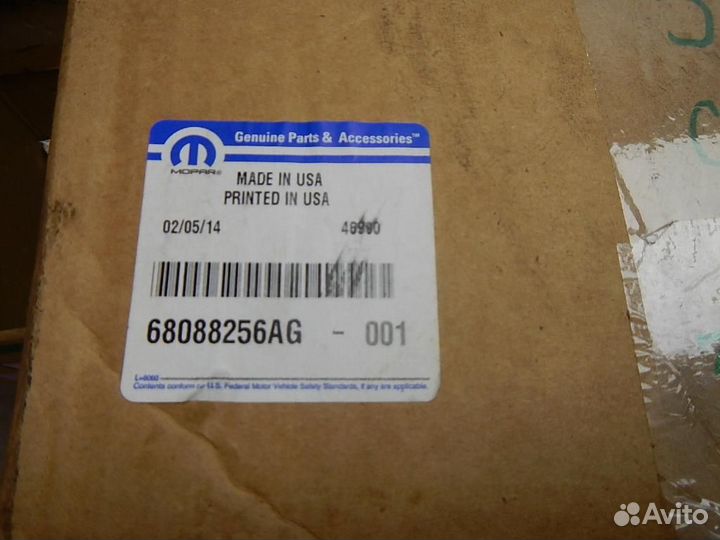 Genuine Parts & Accessories™
MOPAR®
MADE IN USA
PRINTED IN USA
02/05/14
68088256AG - 001
L-8060
Contents conform to U.S. Federal Motor Vehicle Safety Standards, if any are applicable.
Avito